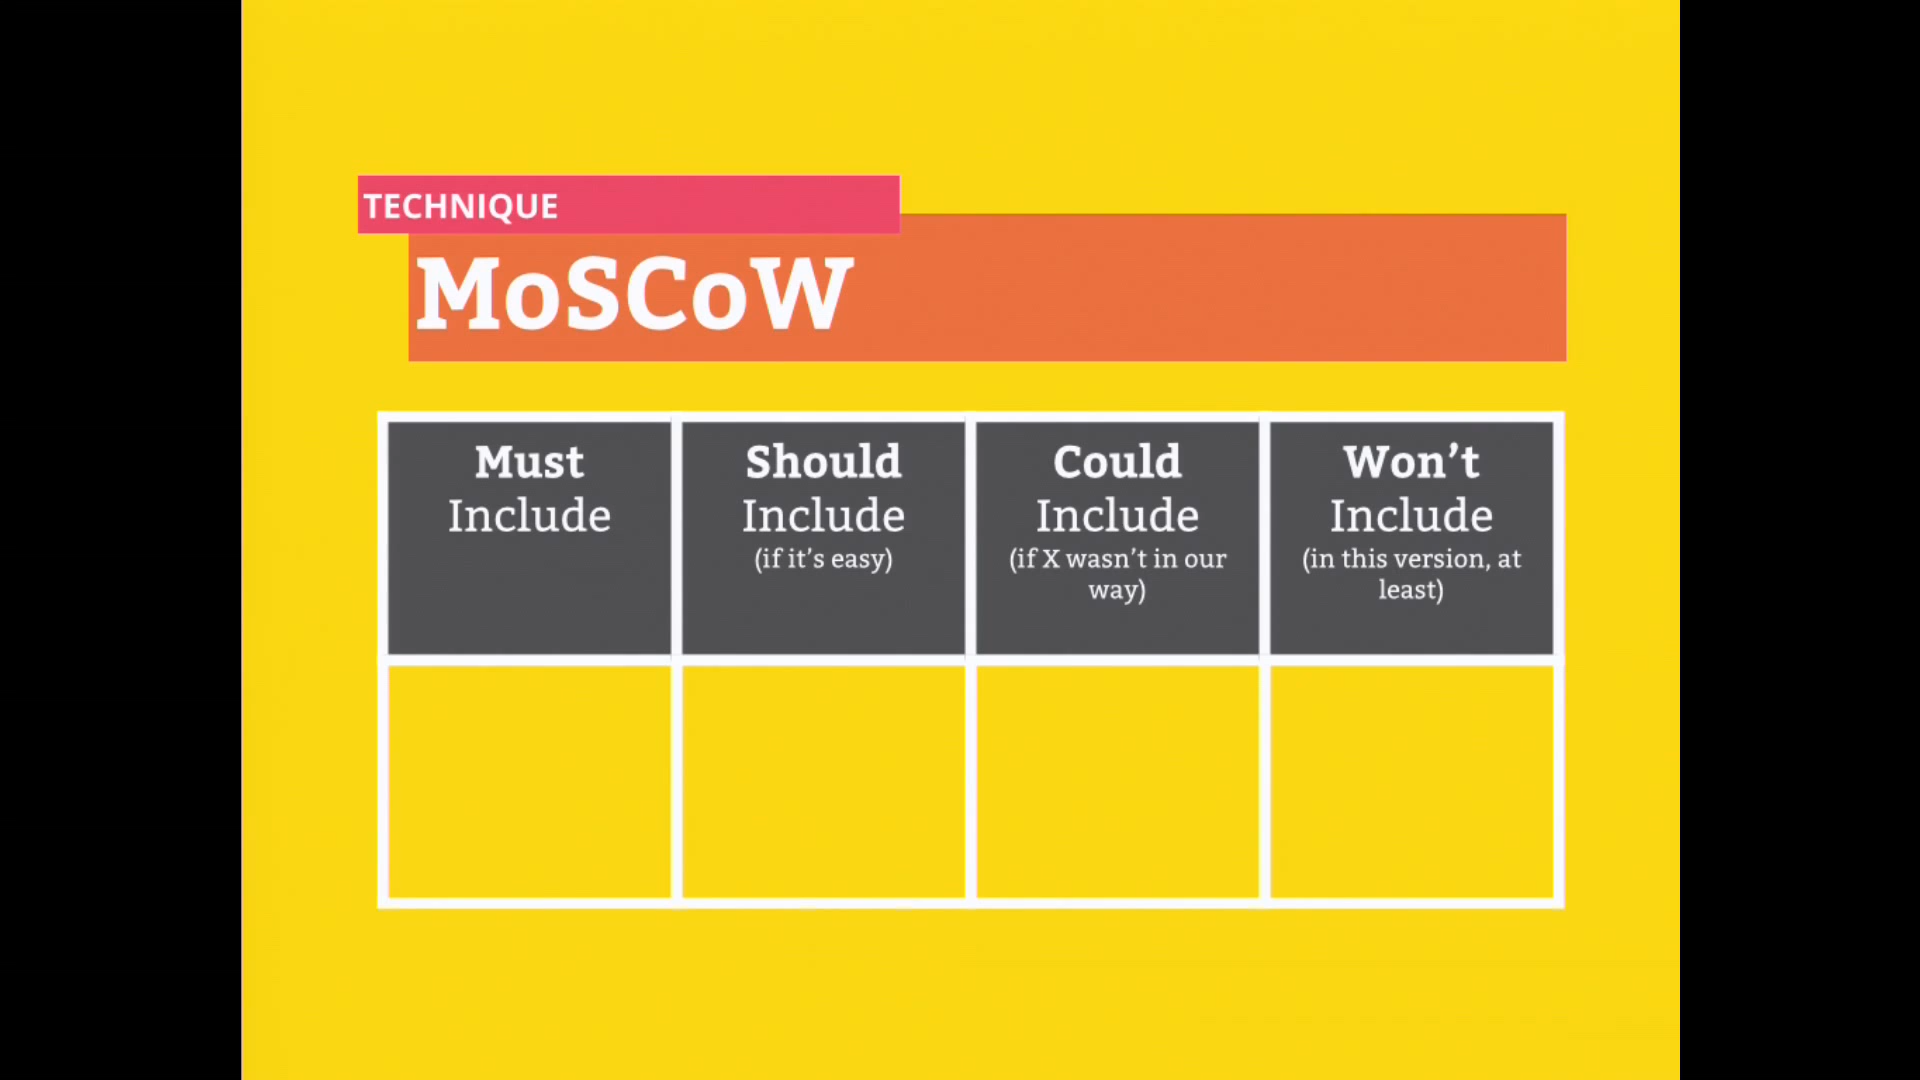 TECHNIQUE
MoSCoW
Must
Include
Should
Include
(if it’s easy)
Could
Include
(if X wasn’t in our
way)
Won’t
Include
(in this version, at
least)